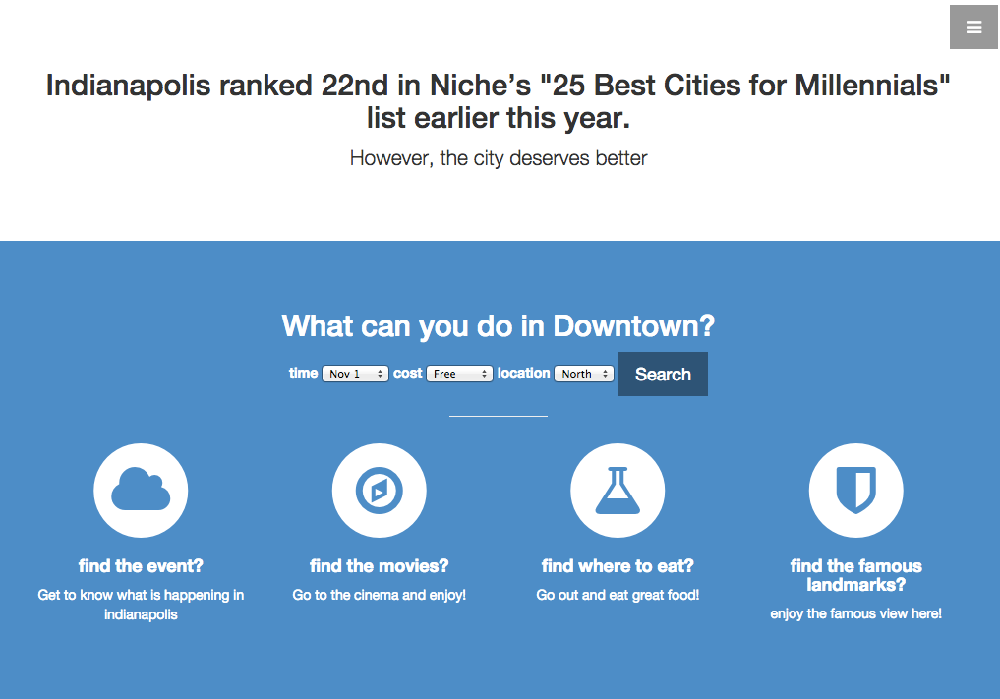 Indianapolis ranked 22nd in Niche’s "25 Best Cities for Millennials"
list earlier this year.
However, the city deserves better
What can you do in Downtown?
time Nov 1 cost Free location North Search
find the event?
Get to know what is happening in
indianapolis
find the movies?
Go to the cinema and enjoy!
find where to eat?
Go out and eat great food!
find the famous
landmarks?
enjoy the famous view here!